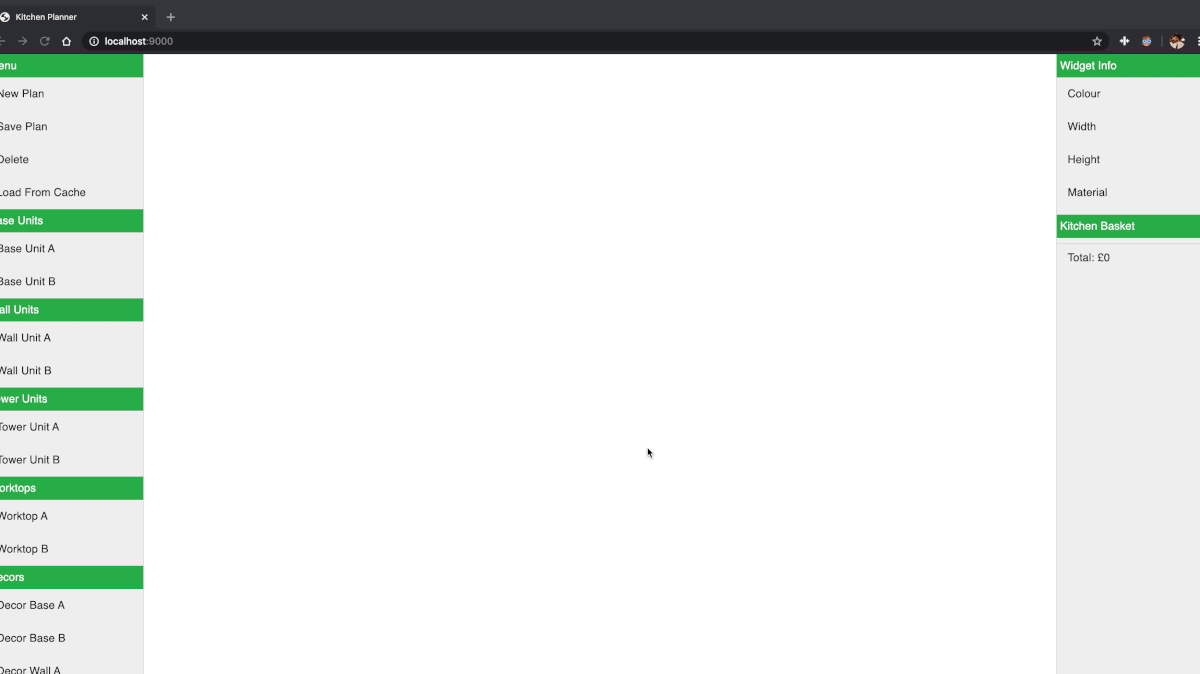 Kitchen Planner
localhost:9000
enu
New Plan
Save Plan
Delete
Load From Cache
ase Units
Base Unit A
Base Unit B
all Units
Wall Unit A
Wall Unit B
ower Units
Tower Unit A
Tower Unit B
orktops
Worktop A
Worktop B
ecors
Decor Base A
Decor Base B
Decor Wall A
Widget Info
Colour
Width
Height
Material
Kitchen Basket
Total: £0